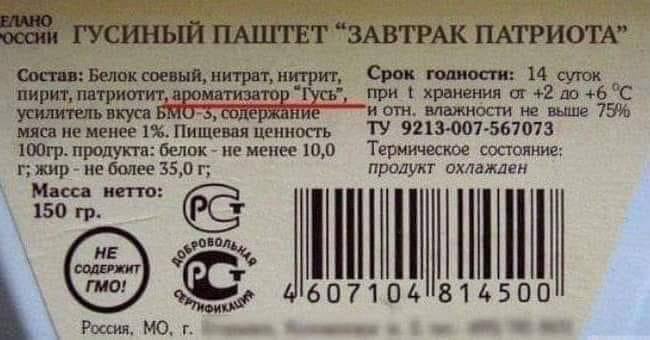 ДЕЛАНО
РОССИИ
ГУСИНЫЙ ПАШТЕТ “ЗАВТРАК ПАТРИОТА”
Состав: Белок соевый, нитрат, нитрит,
пирит, патриотит, ароматизатор “Гусь”,
усилитель вкуса БМО-3, содержание
мяса не менее 1%. Пищевая ценность
100гр. продукта: белок - не менее 10,0
г; жир - не более 35,0 г;
Масса нетто:
150 гр.
Срок годности: 14 суток
при t хранения от +2 до +6 °С
и отн. влажности не выше 75%
ТУ 9213-007-567073
Термическое состояние:
продукт охлажден
РСТ
НЕ
СОДЕРЖИТ
ГМО!
ДОБРОВОЛЬНАЯ
РСТ
СЕРТИФИКАЦИЯ
4 607104 814500
Россия, МО, г.